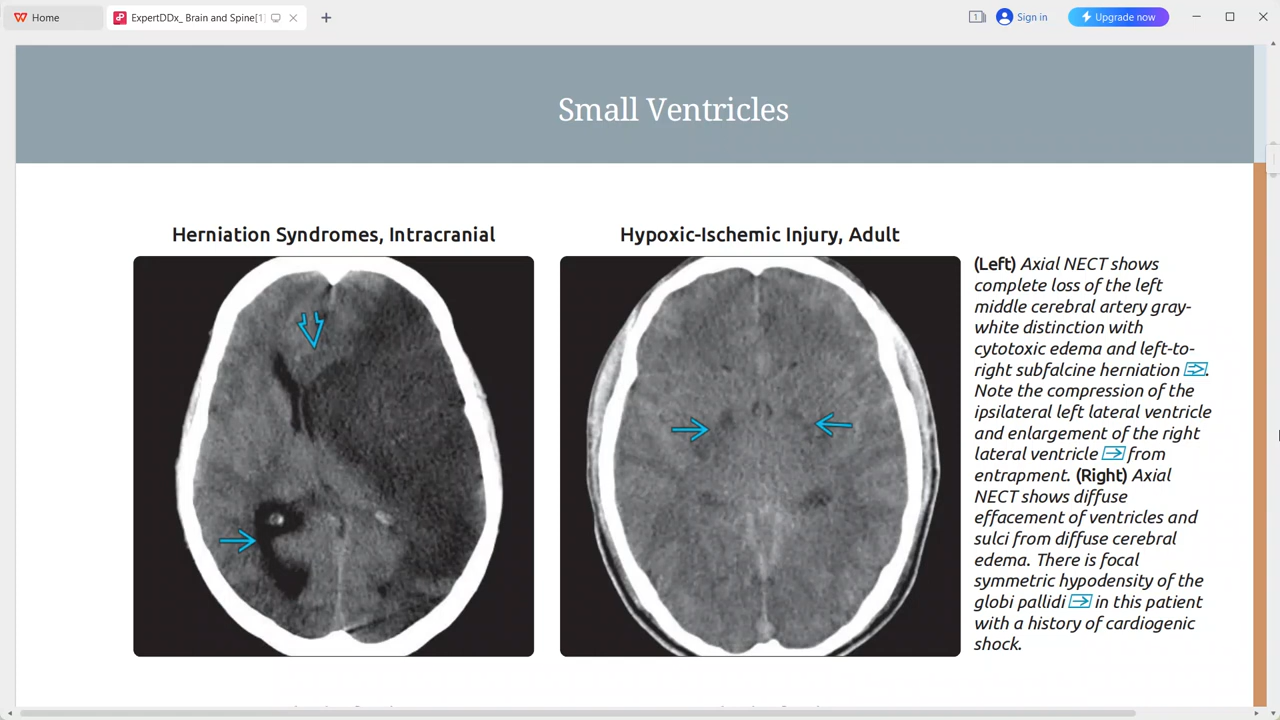 Home
ExpertDDx_ Brain and Spine[1]
1
Sign in
Upgrade now
Small Ventricles
Herniation Syndromes, Intracranial
Hypoxic-Ischemic Injury, Adult
(Left) Axial NECT shows
complete loss of the left
middle cerebral artery gray-
white distinction with
cytotoxic edema and left-to-
right subfalcine herniation ⇨.
Note the compression of the
ipsilateral left lateral ventricle
and enlargement of the right
lateral ventricle → from
entrapment. (Right) Axial
NECT shows diffuse
effacement of ventricles and
sulci from diffuse cerebral
edema. There is focal
symmetric hypodensity of the
globi pallidi → in this patient
with a history of cardiogenic
shock.